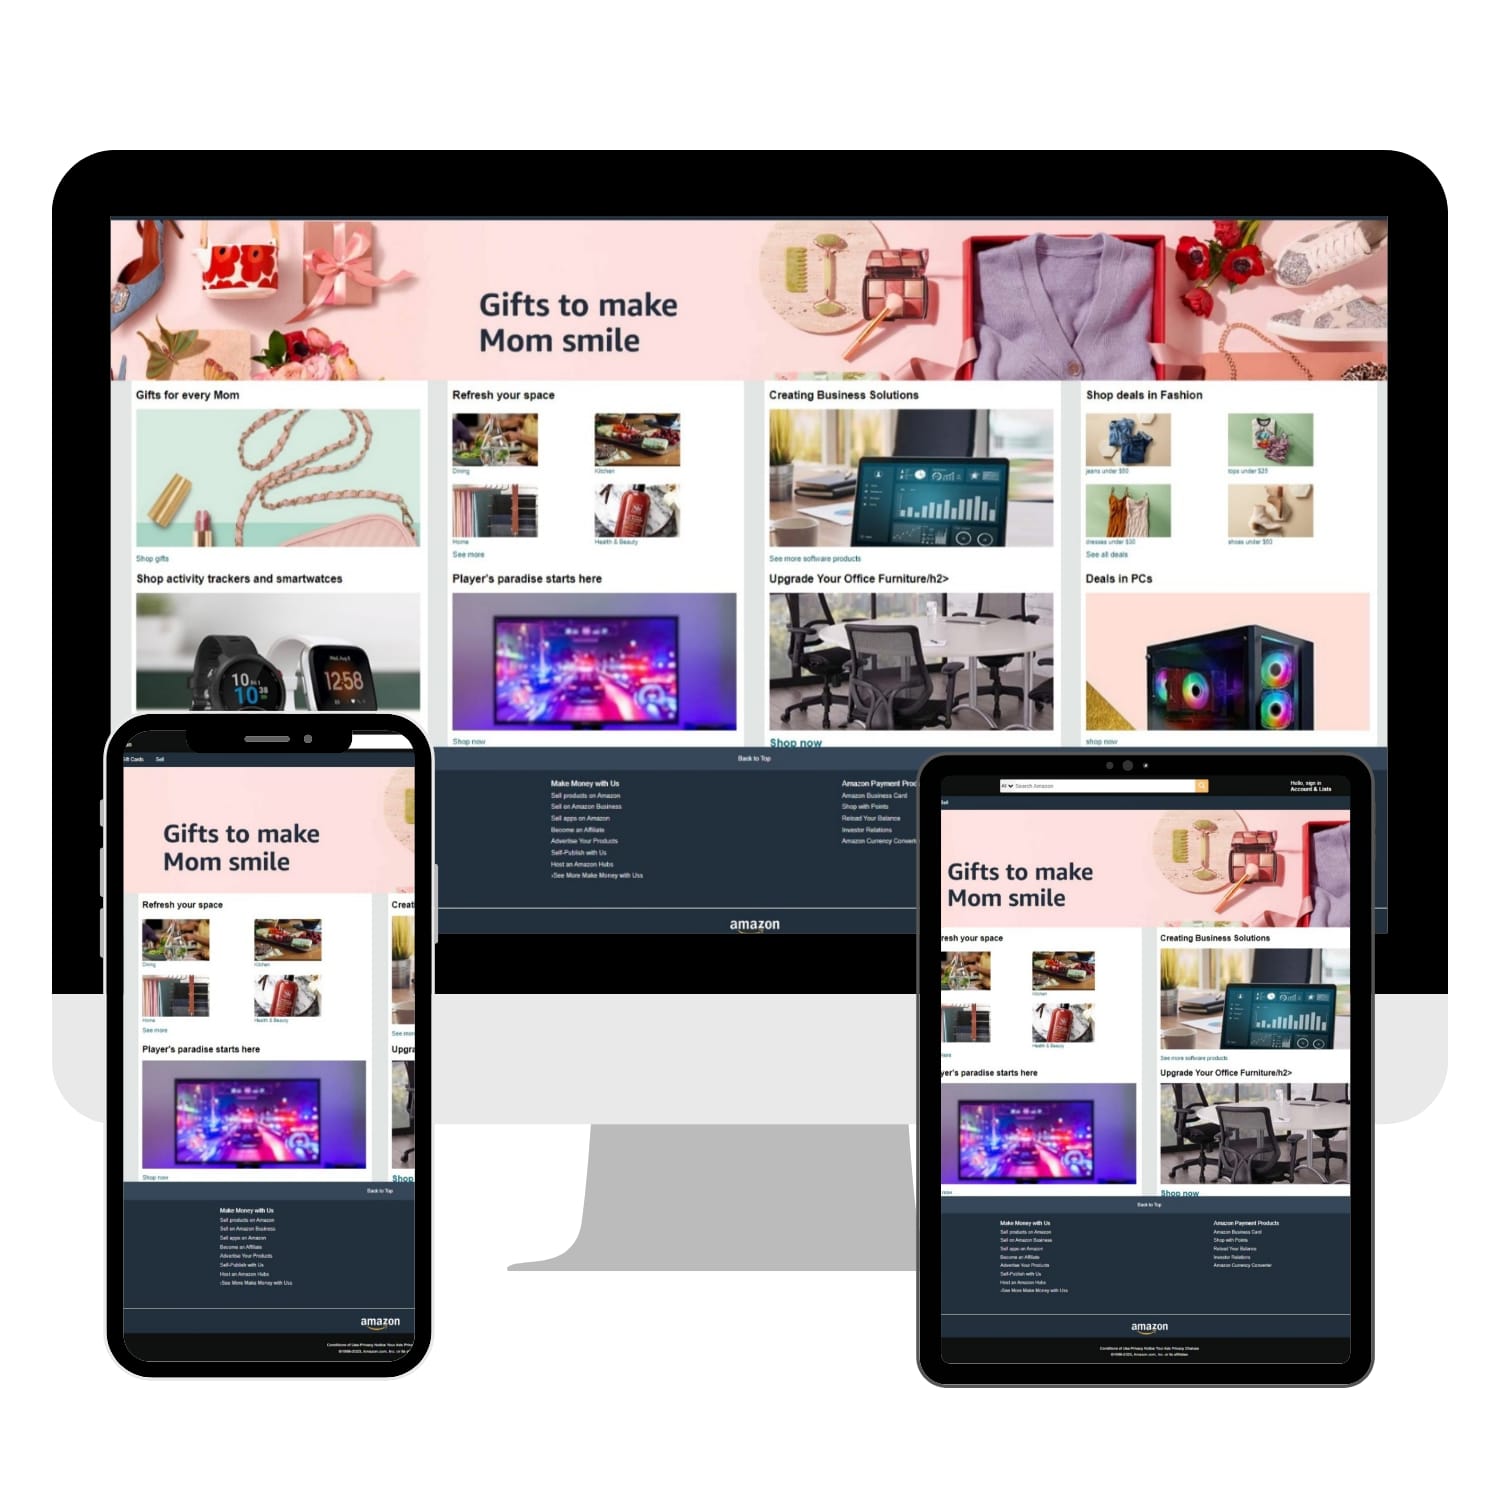 Gifts to make
Mom smile
Gifts for every Mom
Shop gifts
Refresh your space
Dining
Kitchen
Home
Health & Beauty
See more
Creating Business Solutions
See more software products
Shop deals in Fashion
jeans under $50
tops under $25
dresses under $30
shoes under $50
See all deals
Shop activity trackers and smartwatces
10
10 38
Wed, Aug 8
12:58
Player's paradise starts here
Shop now
Upgrade Your Office Furniture/h2>
Shop now
Deals in PCs
shop now
Back to Top
Make Money with Us
Sell products on Amazon
Sell on Amazon Business
Sell apps on Amazon
Become an Affiliate
Advertise Your Products
Self-Publish with Us
Host an Amazon Hubs
›See More Make Money with Uss
Amazon Payment Proc
Amazon Business Card
Shop with Points
Reload Your Balance
Investor Relations
Amazon Currency Convert
amazon
ift Cards Sell
Gifts to make
Mom smile
Refresh your space
Dining
Kitchen
Home
Health & Beauty
See more
Creat
See mor
Player's paradise starts here
Shop now
Upgra
Shop
Back to Top
Make Money with Us
Sell products on Amazon
Sell on Amazon Business
Sell apps on Amazon
Become an Affiliate
Advertise Your Products
Self-Publish with Us
Host an Amazon Hubs
›See More Make Money with Uss
amazon
Conditions of Use Privacy Notice Your Ads Priv
©1996-2023, Amazon.com, Inc. or its
All Search Amazon
Hello, sign in
Account & Lists
Sell
Gifts to make
Mom smile
resh your space
Kitchen
Health & Beauty
more
Creating Business Solutions
See more software products
yer's paradise starts here
now
Upgrade Your Office Furniture/h2>
Shop now
Back to Top
Make Money with Us
Sell products on Amazon
Sell on Amazon Business
Sell apps on Amazon
Become an Affiliate
Advertise Your Products
Self-Publish with Us
Host an Amazon Hubs
›See More Make Money with Uss
Amazon Payment Products
Amazon Business Card
Shop with Points
Reload Your Balance
Investor Relations
Amazon Currency Converter
amazon
Conditions of Use Privacy Notice Your Ads Privacy Choices
©1996-2023, Amazon.com, Inc. or its affiliates